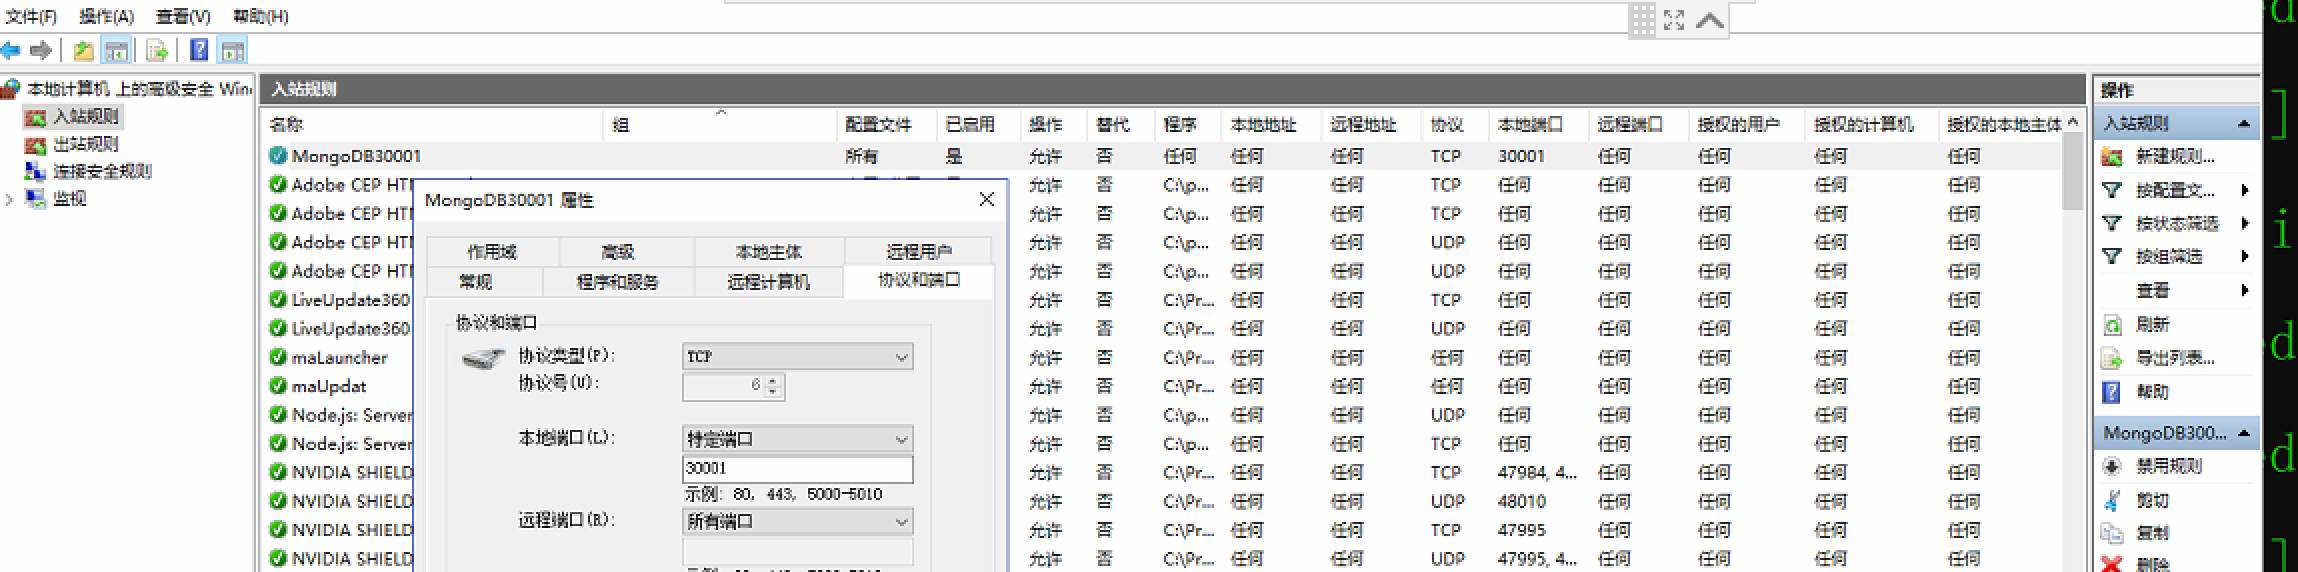 文件(F) 操作(A) 查看(V) 帮助(H)
本地计算机 上的高级安全 Win
入站规则
出站规则
连接安全规则
监视
入站规则
名称 组 配置文件 已启用 操作 替代 程序 本地地址 远程地址 协议 本地端口 远程端口 授权的用户 授权的计算机 授权的本地主体
MongoDB30001 所有 是 允许 否 任何 任何 任何 TCP 30001 任何 任何 任何 任何
Adobe CEP HT 允许 否 C:\p... 任何 任何 TCP 任何 任何 任何 任何 任何
Adobe CEP HT 允许 否 C:\p... 任何 任何 TCP 任何 任何 任何 任何 任何
Adobe CEP HT 允许 否 C:\p... 任何 任何 UDP 任何 任何 任何 任何 任何
Adobe CEP HT 允许 否 C:\p... 任何 任何 UDP 任何 任何 任何 任何 任何
LiveUpdate360 允许 否 C:\Pr... 任何 任何 TCP 任何 任何 任何 任何 任何
LiveUpdate360 允许 否 C:\Pr... 任何 任何 UDP 任何 任何 任何 任何 任何
maLauncher 允许 否 C:\Pr... 任何 任何 任何 任何 任何 任何 任何 任何
maUpdat 允许 否 C:\Pr... 任何 任何 任何 任何 任何 任何 任何 任何
Node.js: Server 允许 否 C:\p... 任何 任何 UDP 任何 任何 任何 任何 任何
Node.js: Server 允许 否 C:\p... 任何 任何 TCP 任何 任何 任何 任何 任何
NVIDIA SHIELD 允许 否 C:\Pr... 任何 任何 TCP 47984, 4... 任何 任何 任何 任何
NVIDIA SHIELD 允许 否 C:\Pr... 任何 任何 UDP 48010 任何 任何 任何 任何
NVIDIA SHIELD 允许 否 C:\Pr... 任何 任何 TCP 47995 任何 任何 任何 任何
NVIDIA SHIELD 允许 否 C:\Pr... 任何 任何 UDP 47995, 4... 任何 任何 任何 任何
MongoDB30001 属性
作用域 高级 本地主体 远程用户
常规 程序和服务 远程计算机 协议和端口
协议和端口
协议类型(P): TCP
协议号(U): 6
本地端口(L): 特定端口
30001
示例: 80, 443, 5000-5010
远程端口(R): 所有端口
操作
入站规则
新建规则...
按配置文...
按状态筛选
按组筛选
查看
刷新
导出列表...
帮助
MongoDB300...
禁用规则
剪切
复制
删除
d
]
i
d
d
]